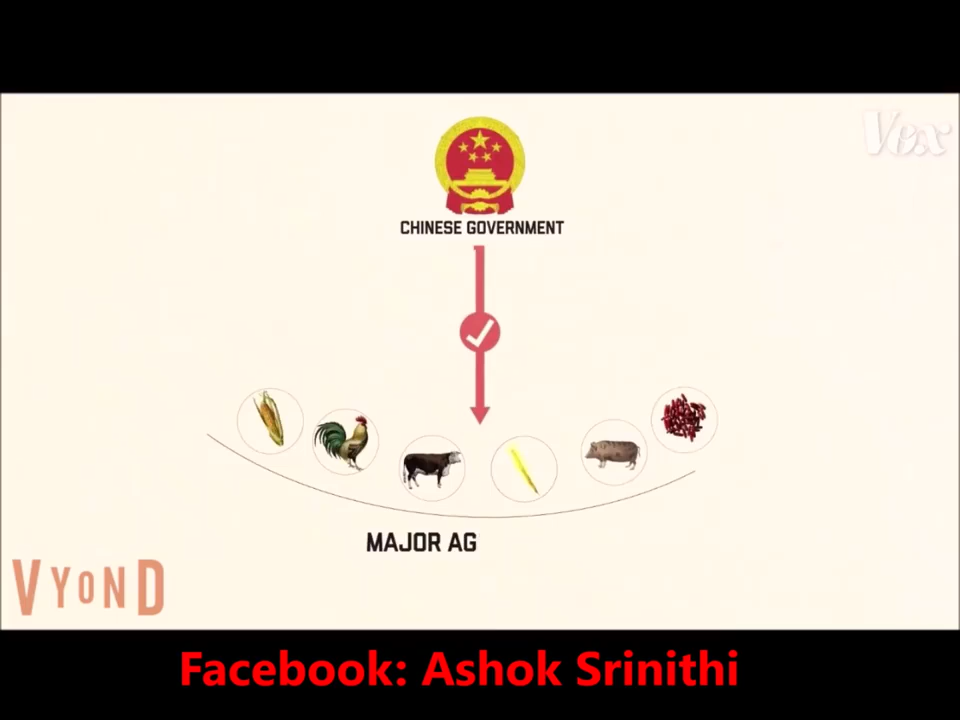 Vox
CHINESE GOVERNMENT
MAJOR AG
VYOND
Facebook: Ashok Srinithi